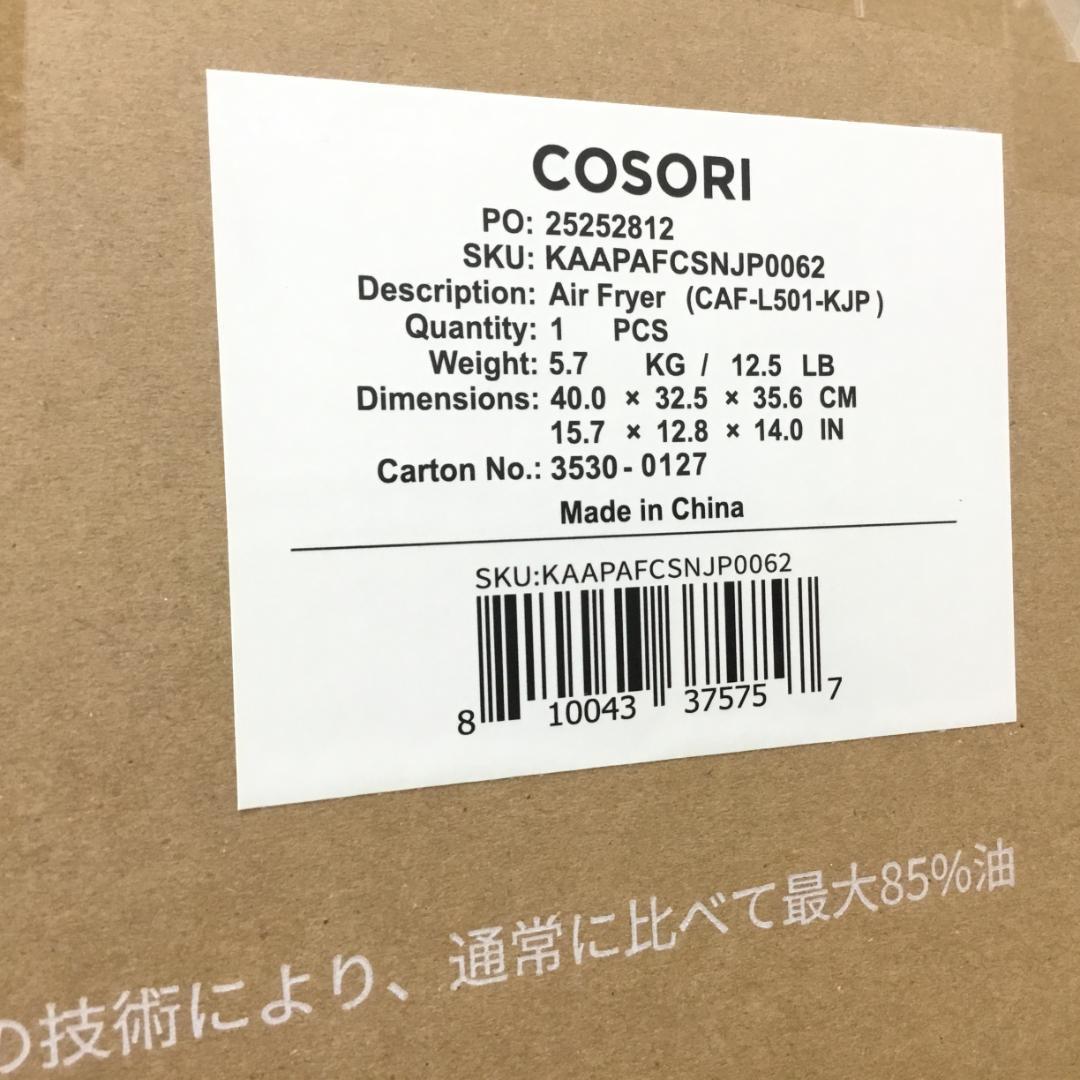 COSORI
PO: 25252812
SKU: KAAPAFCSNJP0062
Description: Air Fryer (CAF-L501-KJP )
Quantity: 1 PCS
Weight: 5.7 KG / 12.5 LB
Dimensions: 40.0 × 32.5 × 35.6 CM
15.7 × 12.8 × 14.0 IN
Carton No.: 3530 - 0127
Made in China
SKU:KAAPAFCSNJP0062
8 10043 37575 7
の技術により、通常に比べて最大85%油